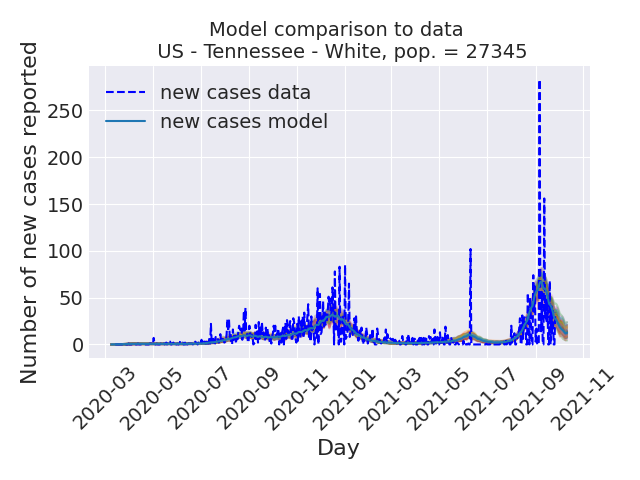 Model comparison to data
US - Tennessee - White, pop. = 27345
Number of new cases reported
new cases data
new cases model
250
200
150
100
50
0
2020-03
2020-05
2020-07
2020-09
2020-11
2021-01
2021-03
2021-05
2021-07
2021-09
2021-11
Day